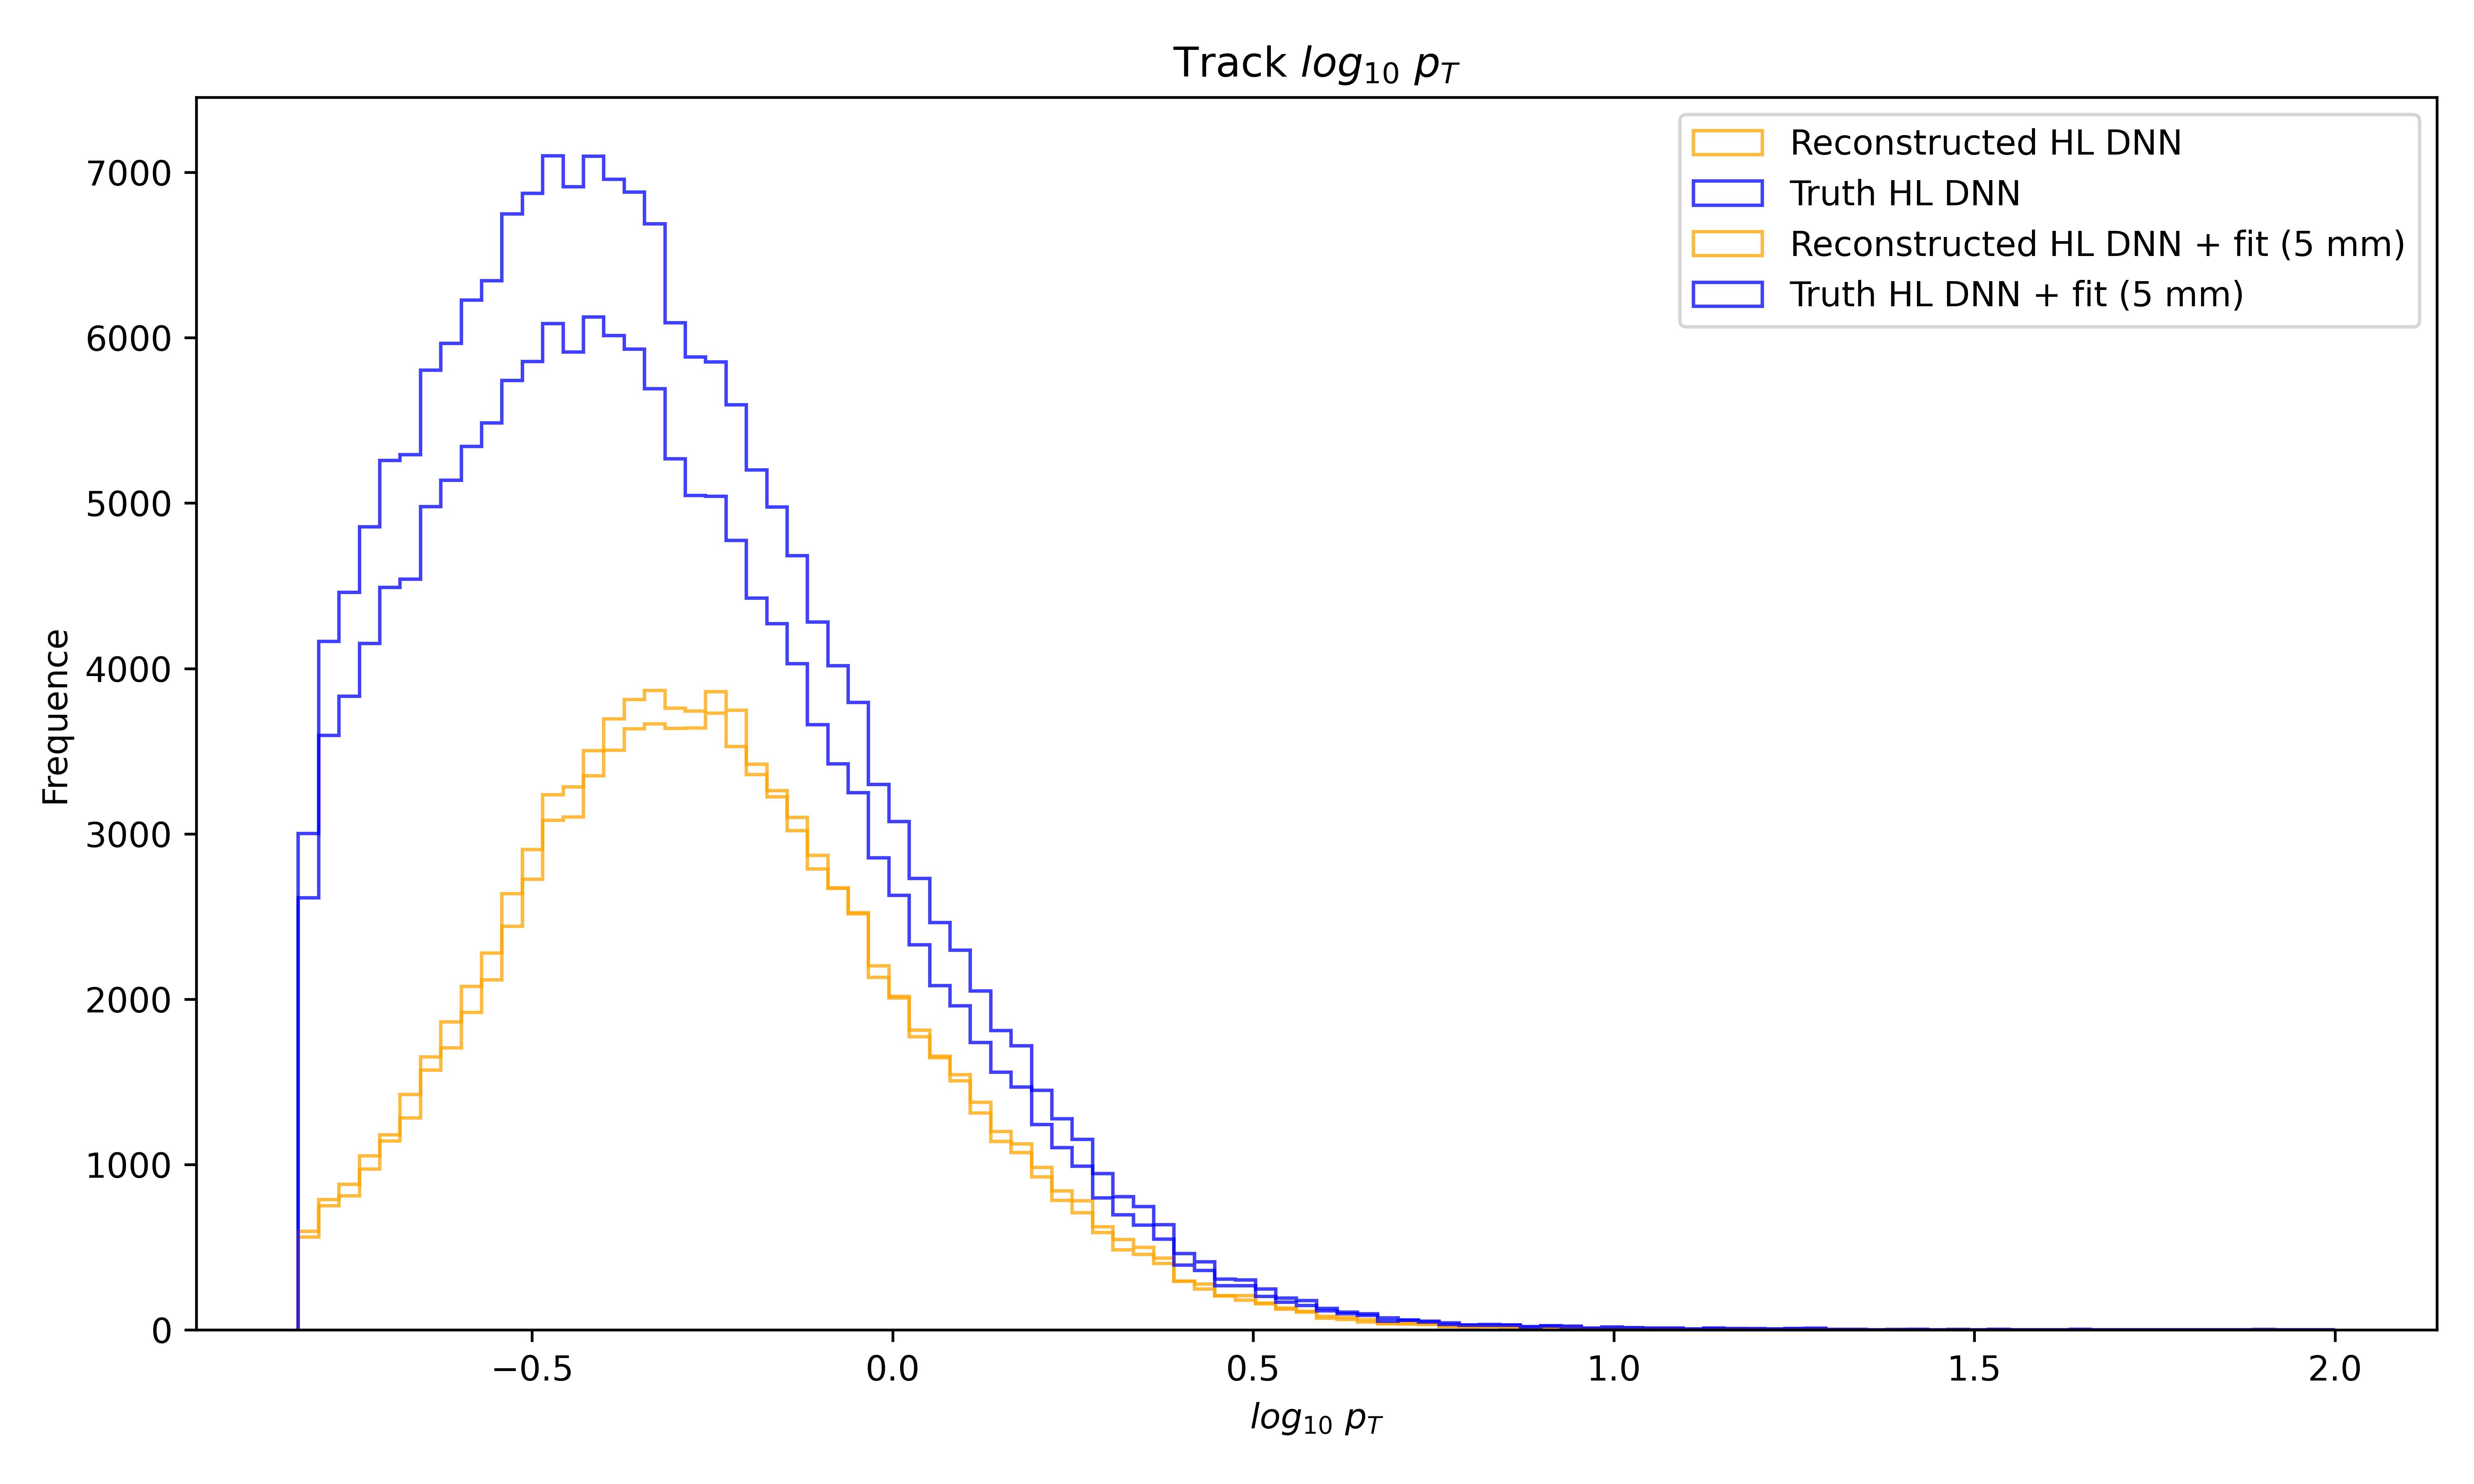 Track log₁₀ p_T
Reconstructed HL DNN
Truth HL DNN
Reconstructed HL DNN + fit (5 mm)
Truth HL DNN + fit (5 mm)
Frequence
7000
6000
5000
4000
3000
2000
1000
0
−0.5 0.0 0.5 1.0 1.5 2.0
log₁₀ p_T